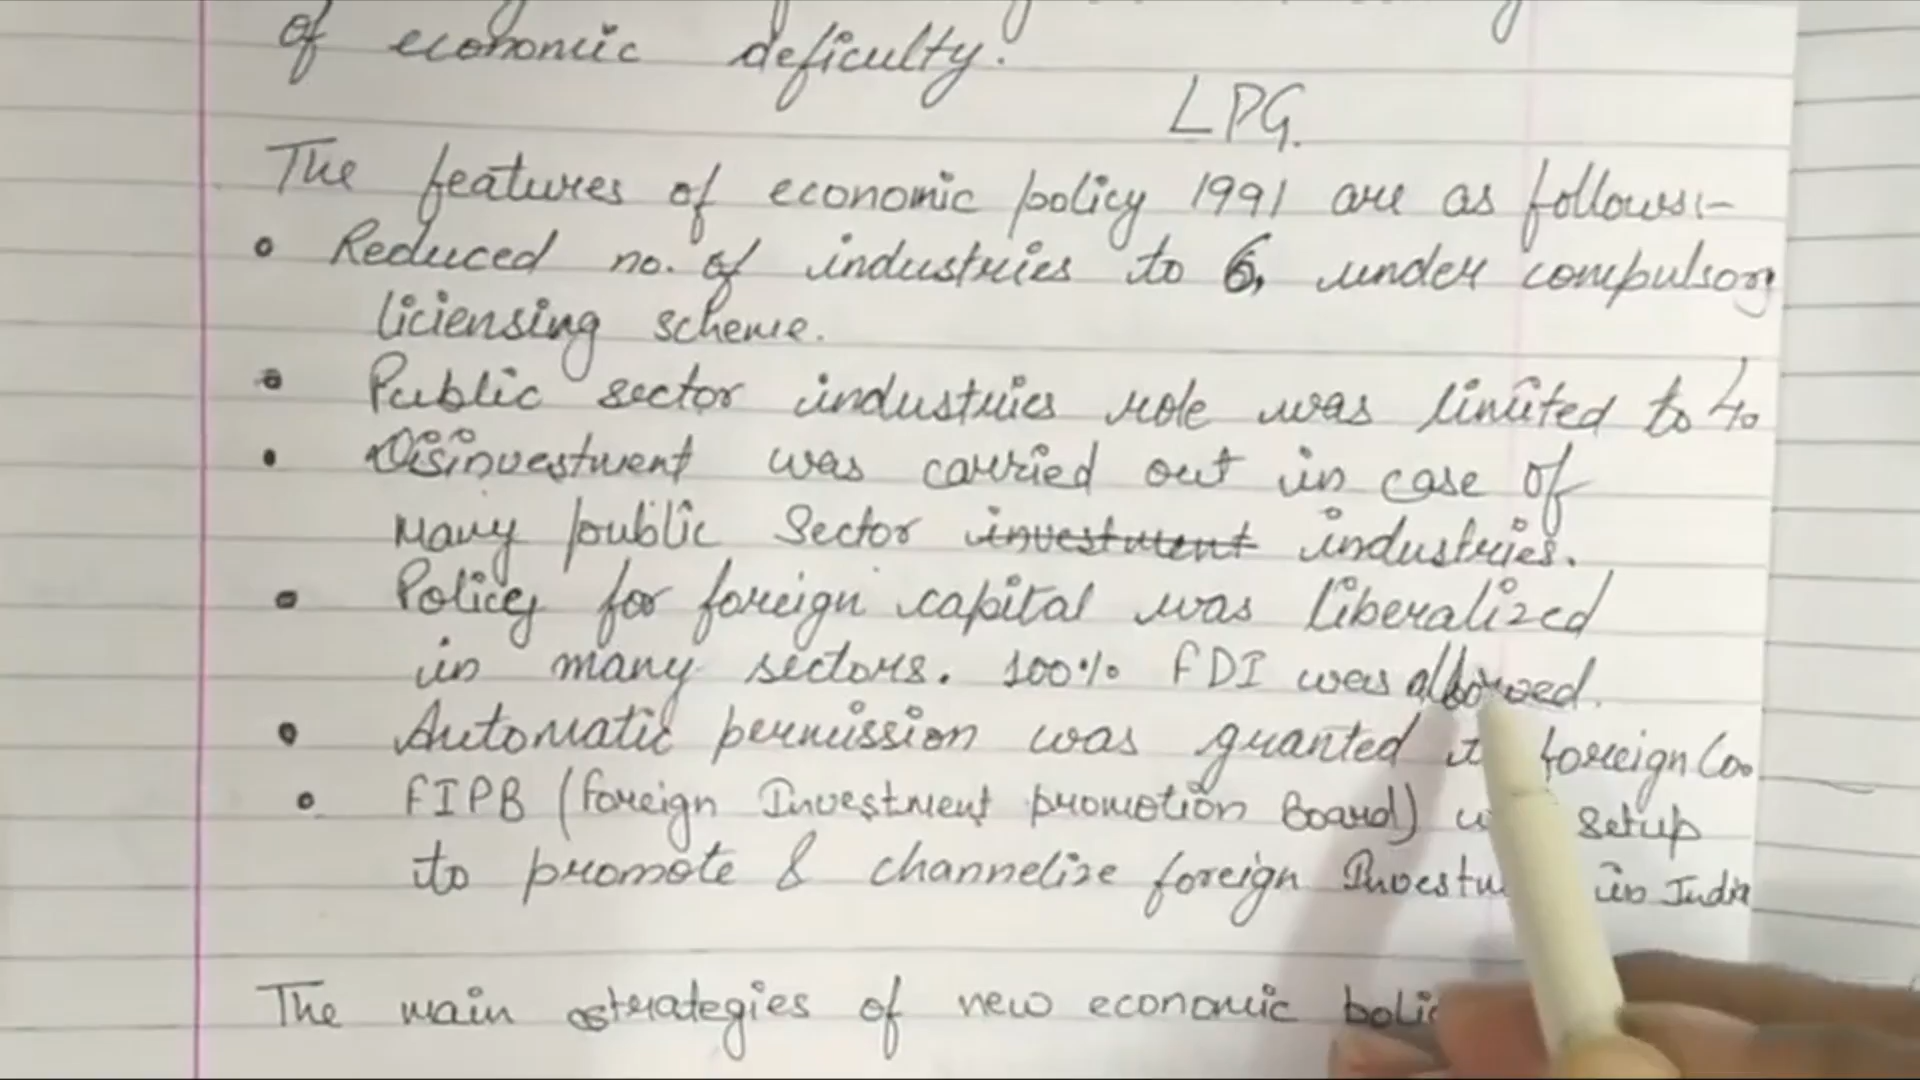 of economic deficulty.
LPG.
The features of economic policy 1991 are as follows:-
• Reduced no. of industries to 6, under compulsory
liciensing scheme.
• Public sector industries role was limited to 4.
• Disinvestment was carried out in case of
many public sector investment industries.
• Policy for foreign capital was liberalized
in many sectors. 100% FDI was allowed.
• Automatic permission was granted to foreign Co.
• FIPB (foreign Investment promotion Board) setup
to promote & channelize foreign in India
The main strategies of new economic